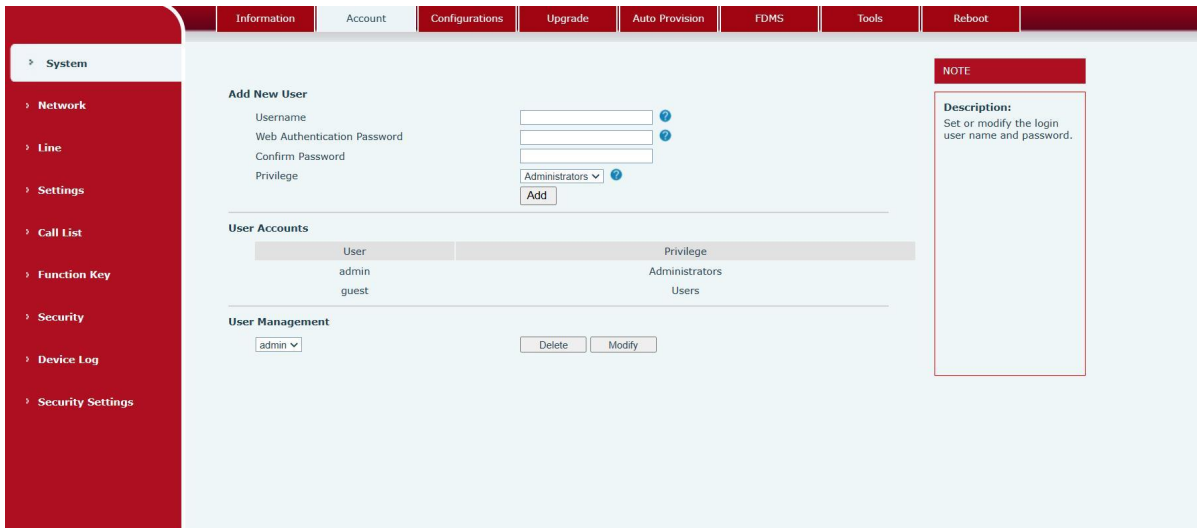 Information Account Configurations Upgrade Auto Provision FDMS Tools Reboot
› System
› Network
› Line
› Settings
› Call List
› Function Key
› Security
› Device Log
› Security Settings
Add New User
Username ?
Web Authentication Password ?
Confirm Password
Privilege Administrators ?
Add
User Accounts
User Privilege
admin Administrators
guest Users
User Management
admin Delete Modify
NOTE
Description:
Set or modify the login
user name and password.